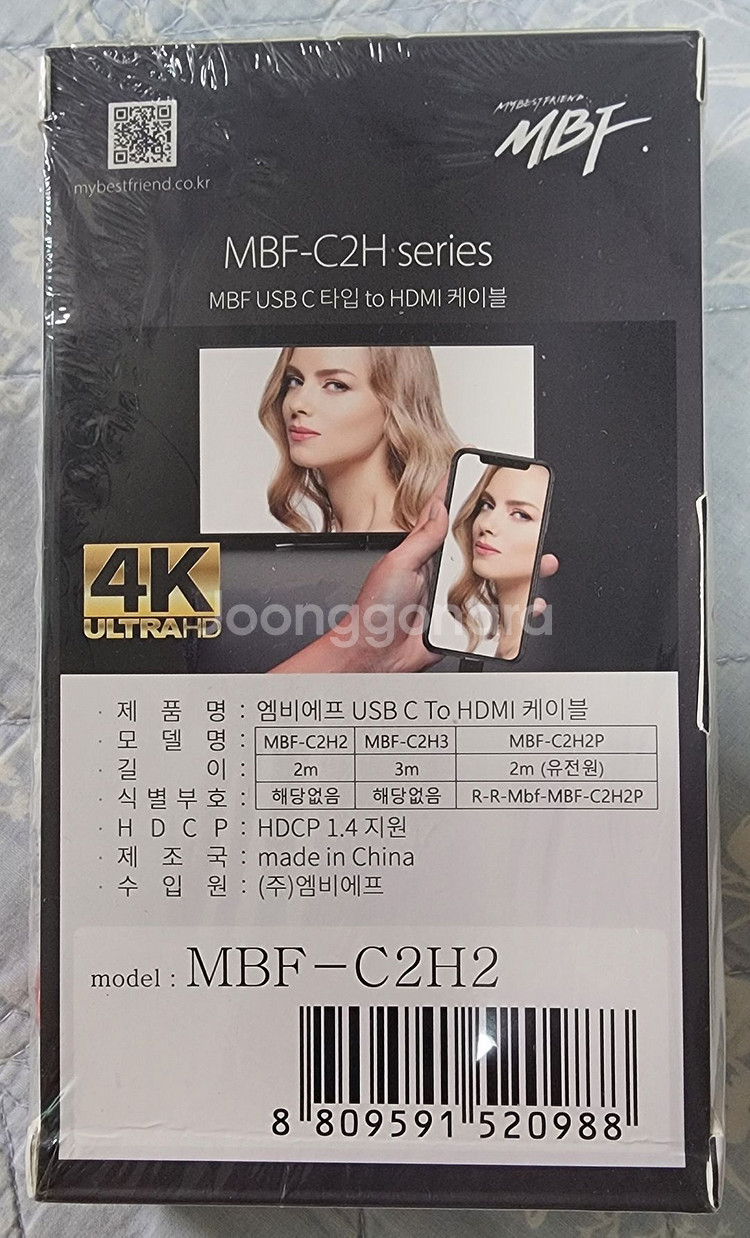 mybestfriend.co.kr
MYBESTFRIEND.
MBF.
MBF-C2H series
MBF USB C 타입 to HDMI 케이블
4K
ULTRAHD
Joonggonara
· 제 품 명 : 엠비에프 USB C To HDMI 케이블
· 모 델 명 : MBF-C2H2 MBF-C2H3 MBF-C2H2P
· 길 이 : 2m 3m 2m (유전원)
· 식별부호 : 해당없음 해당없음 R-R-Mbf-MBF-C2H2P
· H D C P : HDCP 1.4 지원
· 제 조 국 : made in China
· 수 입 원 : (주)엠비에프
model : MBF-C2H2
8 809591 520988